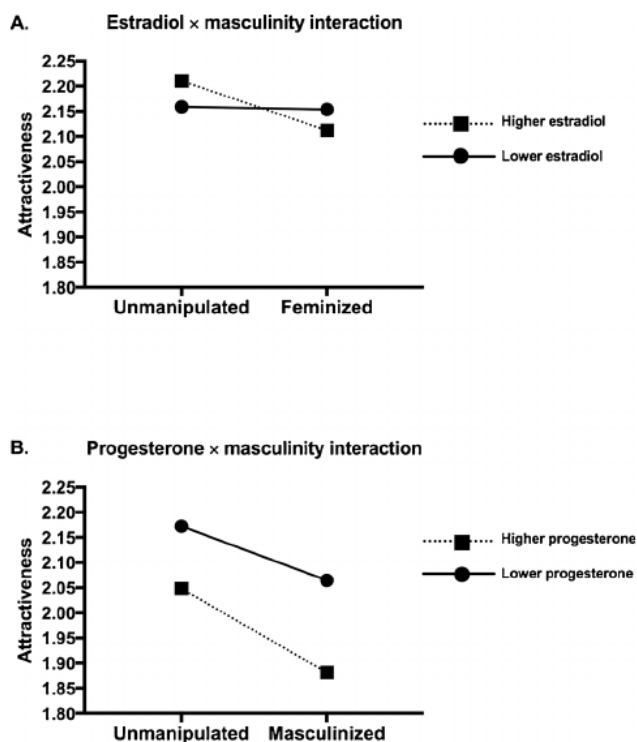 A. Estradiol × masculinity interaction
2.25
2.20
2.15
2.10
2.05
2.00
1.95
1.90
1.85
1.80
Attractiveness
Unmanipulated Feminized
Higher estradiol
Lower estradiol
B. Progesterone × masculinity interaction
2.25
2.20
2.15
2.10
2.05
2.00
1.95
1.90
1.85
1.80
Attractiveness
Unmanipulated Masculinized
Higher progesterone
Lower progesterone